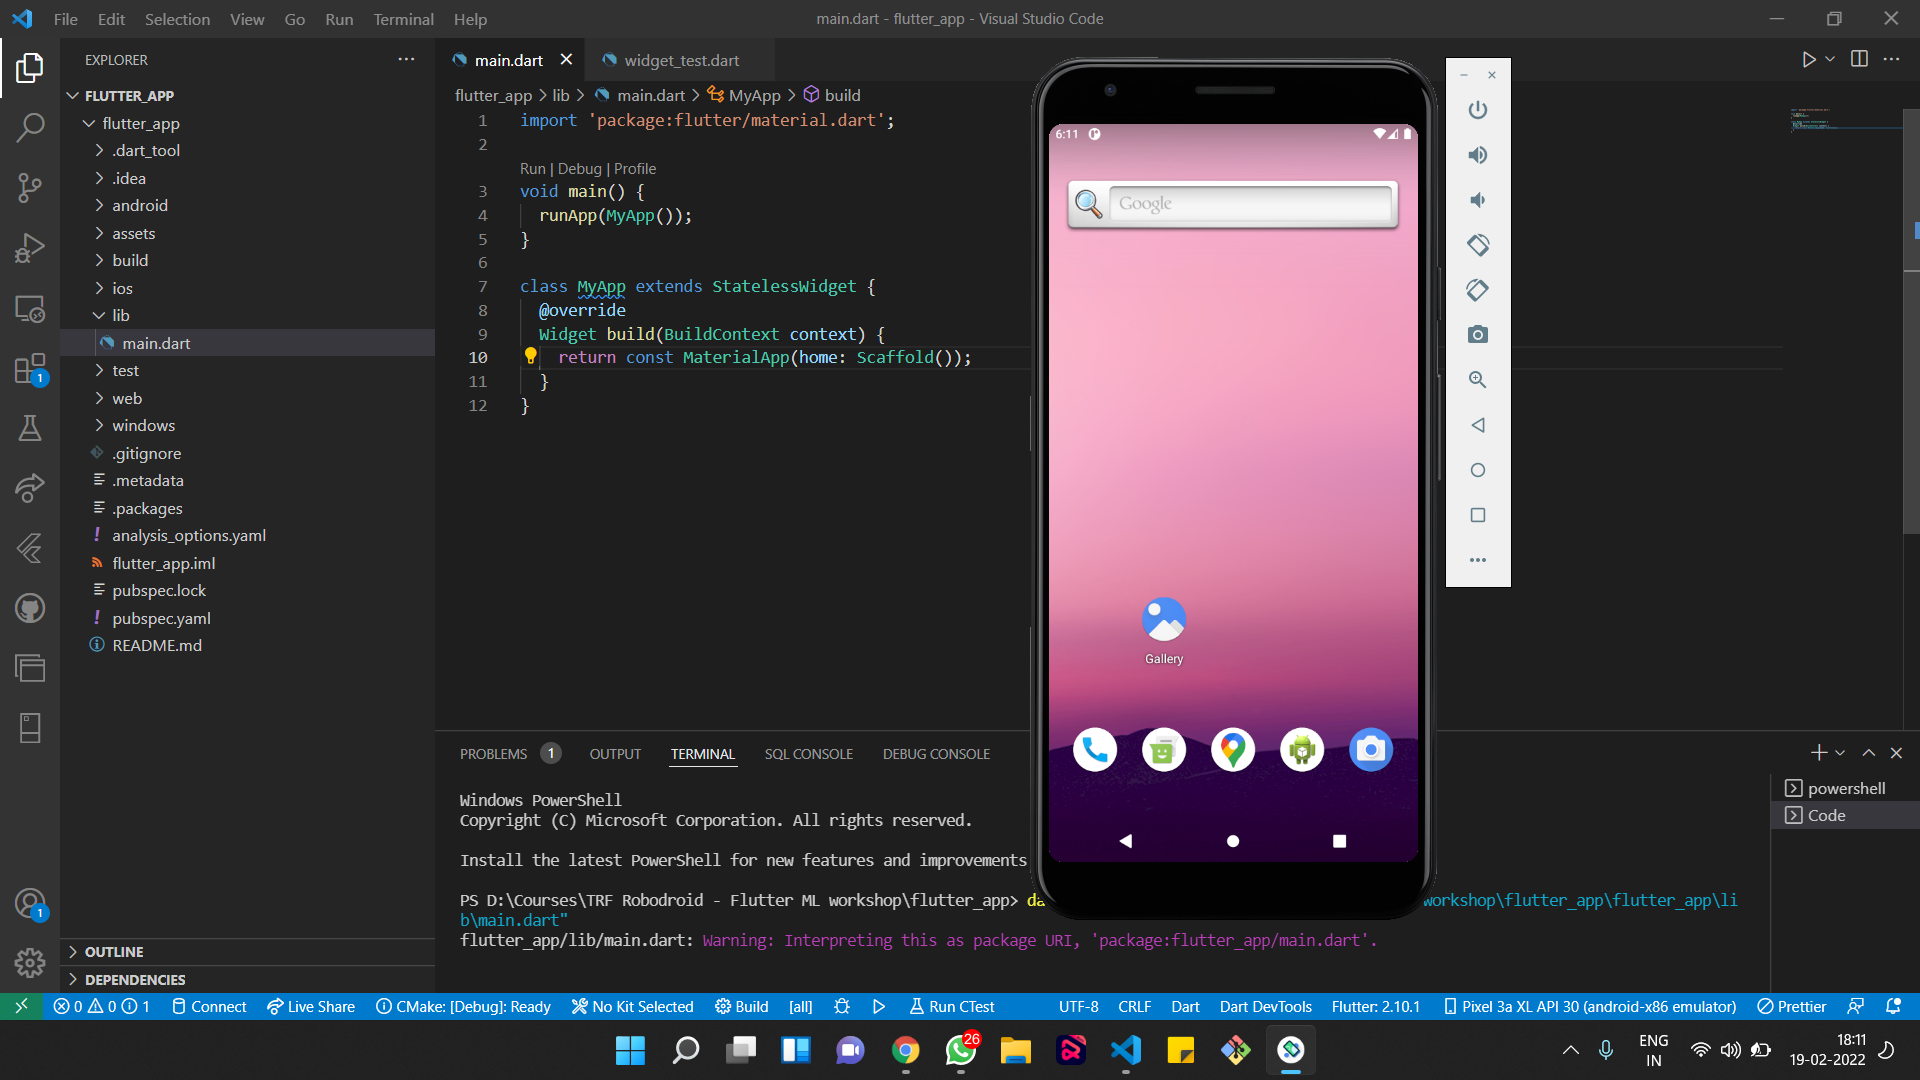 File Edit Selection View Go Run Terminal Help
main.dart - flutter_app - Visual Studio Code
EXPLORER
FLUTTER_APP
flutter_app
.dart_tool
.idea
android
assets
build
ios
lib
main.dart
test
web
windows
.gitignore
.metadata
.packages
analysis_options.yaml
flutter_app.iml
pubspec.lock
pubspec.yaml
README.md
OUTLINE
DEPENDENCIES
1
1
main.dart widget_test.dart
flutter_app > lib > main.dart > MyApp > build
1 import 'package:flutter/material.dart';
2
Run | Debug | Profile
3 void main() {
4 runApp(MyApp());
5 }
6
7 class MyApp extends StatelessWidget {
8 @override
9 Widget build(BuildContext context) {
10 return const MaterialApp(home: Scaffold());
11 }
12 }
6:11
Google
Gallery
PROBLEMS 1 OUTPUT TERMINAL SQL CONSOLE DEBUG CONSOLE
Windows PowerShell
Copyright (C) Microsoft Corporation. All rights reserved.
Install the latest PowerShell for new features and improvements
PS D:\Courses\TRF Robodroid - Flutter ML workshop\flutter_app> da workshop\flutter_app\flutter_app\li
b\main.dart"
flutter_app/lib/main.dart: Warning: Interpreting this as package URI, 'package:flutter_app/main.dart'.
powershell
Code
0 0 1 Connect Live Share CMake: [Debug]: Ready No Kit Selected Build [all] Run CTest UTF-8 CRLF Dart Dart DevTools Flutter: 2.10.1 Pixel 3a XL API 30 (android-x86 emulator) Prettier
26
ENG
IN
18:11
19-02-2022